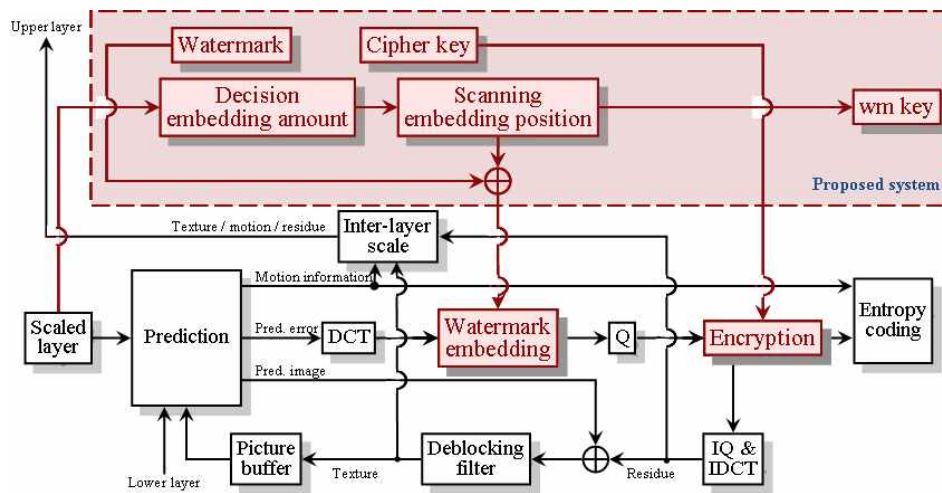 Upper layer
Watermark
Cipher key
Decision
embedding amount
Scanning
embedding position
wm key
Proposed system
Texture / motion / residue
Inter-layer
scale
Motion information
Scaled
layer
Prediction
Pred. error
DCT
Watermark
embedding
Q
Encryption
Entropy
coding
Pred. image
Picture
buffer
Texture
Deblocking
filter
Residue
IQ &
IDCT
Lower layer